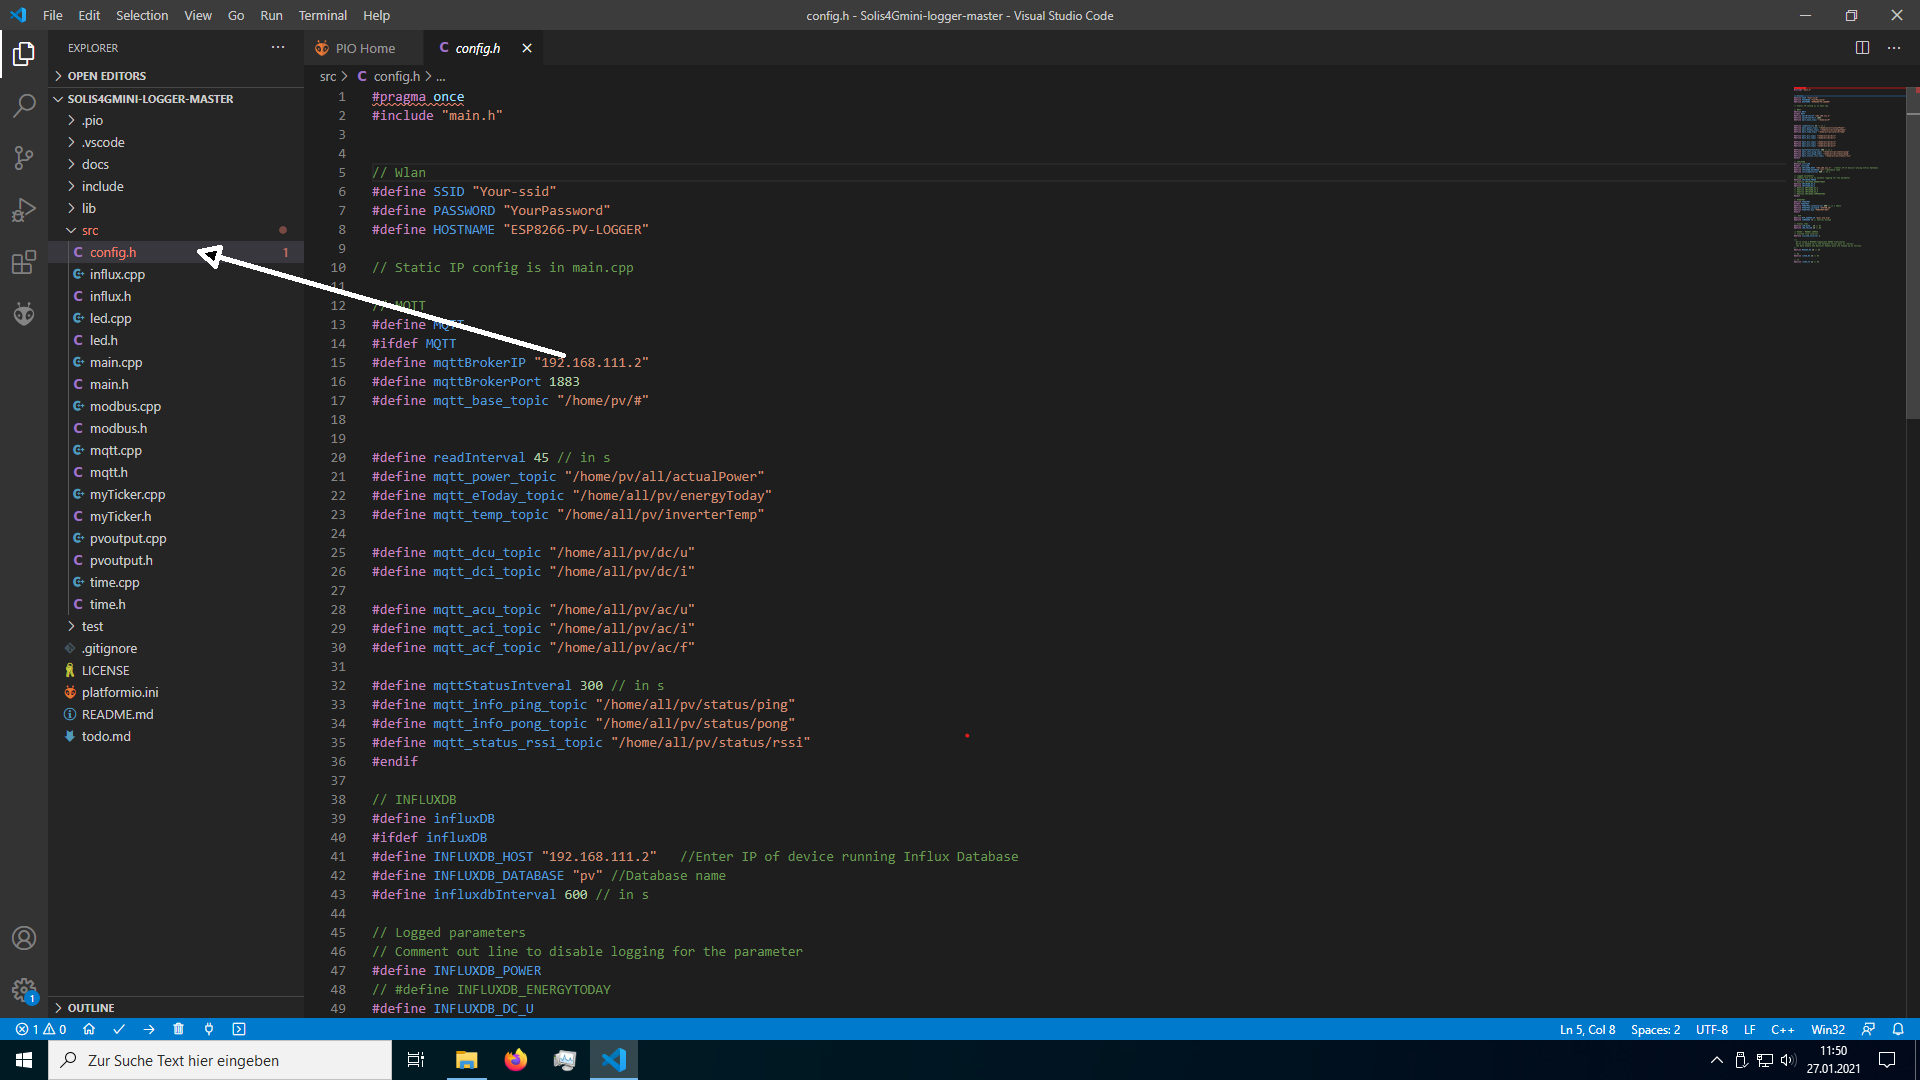 File Edit Selection View Go Run Terminal Help
config.h - Solis4Gmini-logger-master - Visual Studio Code
EXPLORER
OPEN EDITORS
SOLIS4GMINI-LOGGER-MASTER
.pio
.vscode
docs
include
lib
src
config.h 1
influx.cpp
influx.h
led.cpp
led.h
main.cpp
main.h
modbus.cpp
modbus.h
mqtt.cpp
mqtt.h
myTicker.cpp
myTicker.h
pvoutput.cpp
pvoutput.h
time.cpp
time.h
test
.gitignore
LICENSE
platformio.ini
README.md
todo.md
OUTLINE
PIO Home config.h
src > C config.h > ...
1 #pragma once
2 #include "main.h"
3
4
5 // Wlan
6 #define SSID "Your-ssid"
7 #define PASSWORD "YourPassword"
8 #define HOSTNAME "ESP8266-PV-LOGGER"
9
10 // Static IP config is in main.cpp
11
12 // MQTT
13 #define MQTT
14 #ifdef MQTT
15 #define mqttBrokerIP "192.168.111.2"
16 #define mqttBrokerPort 1883
17 #define mqtt_base_topic "/home/pv/#"
18
19
20 #define readInterval 45 // in s
21 #define mqtt_power_topic "/home/pv/all/actualPower"
22 #define mqtt_eToday_topic "/home/all/pv/energyToday"
23 #define mqtt_temp_topic "/home/all/pv/inverterTemp"
24
25 #define mqtt_dcu_topic "/home/all/pv/dc/u"
26 #define mqtt_dci_topic "/home/all/pv/dc/i"
27
28 #define mqtt_acu_topic "/home/all/pv/ac/u"
29 #define mqtt_aci_topic "/home/all/pv/ac/i"
30 #define mqtt_acf_topic "/home/all/pv/ac/f"
31
32 #define mqttStatusIntveral 300 // in s
33 #define mqtt_info_ping_topic "/home/all/pv/status/ping"
34 #define mqtt_info_pong_topic "/home/all/pv/status/pong"
35 #define mqtt_status_rssi_topic "/home/all/pv/status/rssi"
36 #endif
37
38 // INFLUXDB
39 #define influxDB
40 #ifdef influxDB
41 #define INFLUXDB_HOST "192.168.111.2" //Enter IP of device running Influx Database
42 #define INFLUXDB_DATABASE "pv" //Database name
43 #define influxdbInterval 600 // in s
44
45 // Logged parameters
46 // Comment out line to disable logging for the parameter
47 #define INFLUXDB_POWER
48 // #define INFLUXDB_ENERGYTODAY
49 #define INFLUXDB_DC_U
1
1 0
Ln 5, Col 8 Spaces: 2 UTF-8 LF C++ Win32
Zur Suche Text hier eingeben
11:50
27.01.2021